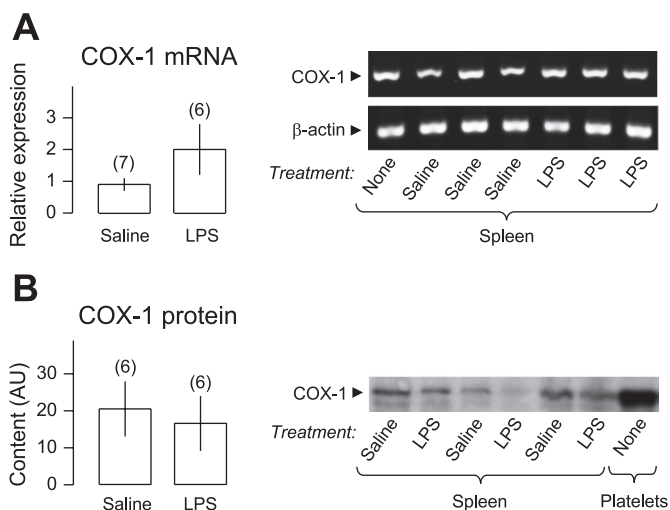 A
COX-1 mRNA
Relative expression
3
2
1
0
(7)
(6)
Saline
LPS
COX-1
β-actin
Treatment:
None
Saline
Saline
Saline
LPS
LPS
LPS
Spleen
B
COX-1 protein
Content (AU)
30
20
10
0
(6)
(6)
Saline
LPS
COX-1
Treatment:
Saline
LPS
Saline
LPS
Saline
LPS
None
Spleen
Platelets